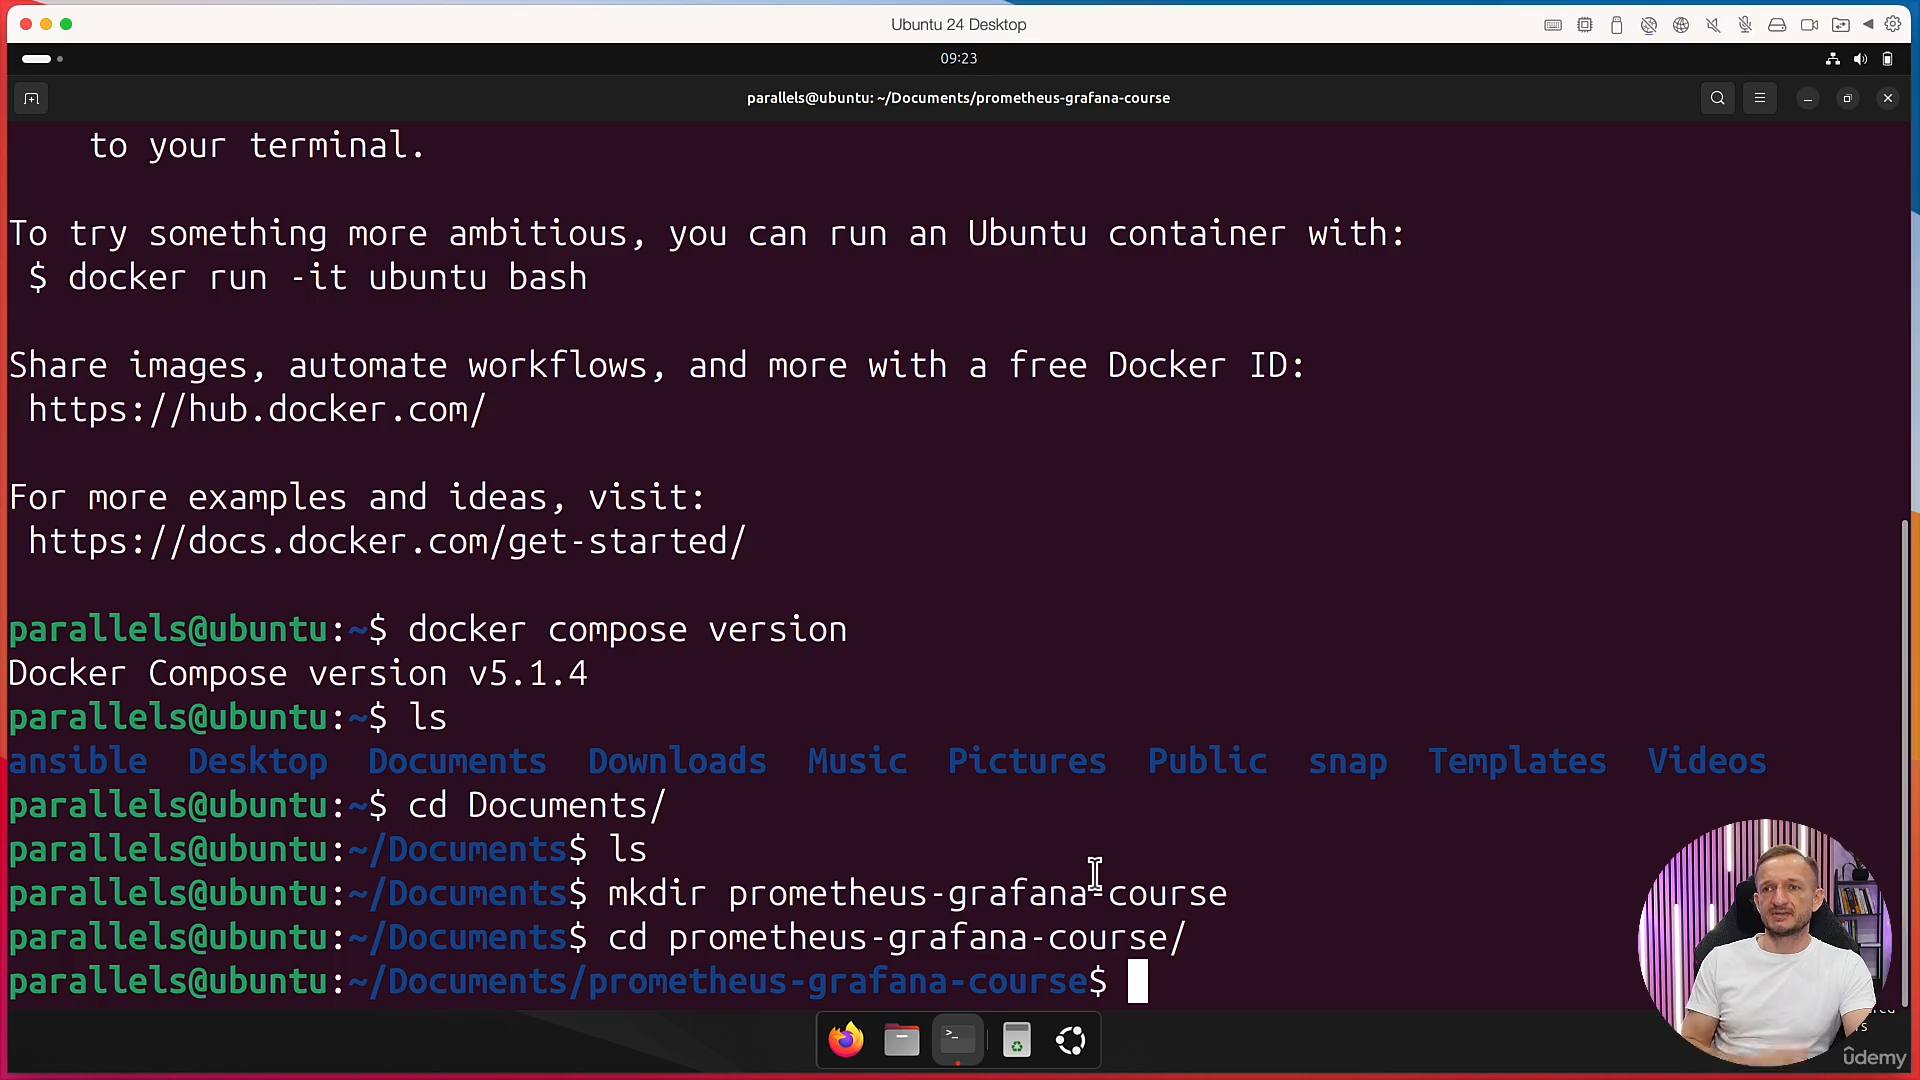 Ubuntu 24 Desktop
09:23
parallels@ubuntu: ~/Documents/prometheus-grafana-course
to your terminal.
To try something more ambitious, you can run an Ubuntu container with:
$ docker run -it ubuntu bash
Share images, automate workflows, and more with a free Docker ID:
https://hub.docker.com/
For more examples and ideas, visit:
https://docs.docker.com/get-started/
parallels@ubuntu:~$ docker compose version
Docker Compose version v5.1.4
parallels@ubuntu:~$ ls
ansible Desktop Documents Downloads Music Pictures Public snap Templates Videos
parallels@ubuntu:~$ cd Documents/
parallels@ubuntu:~/Documents$ ls
parallels@ubuntu:~/Documents$ mkdir prometheus-grafana-course
parallels@ubuntu:~/Documents$ cd prometheus-grafana-course/
parallels@ubuntu:~/Documents/prometheus-grafana-course$
udemy